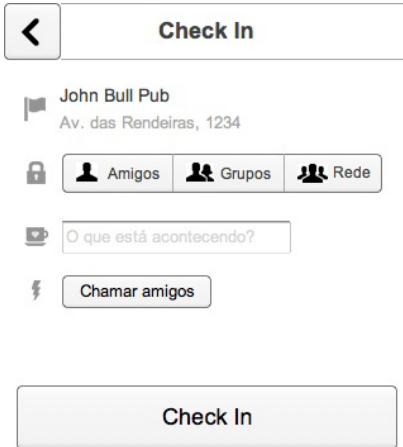 Check In
John Bull Pub
Av. das Rendeiras, 1234
Amigos Grupos Rede
O que está acontecendo?
Chamar amigos
Check In